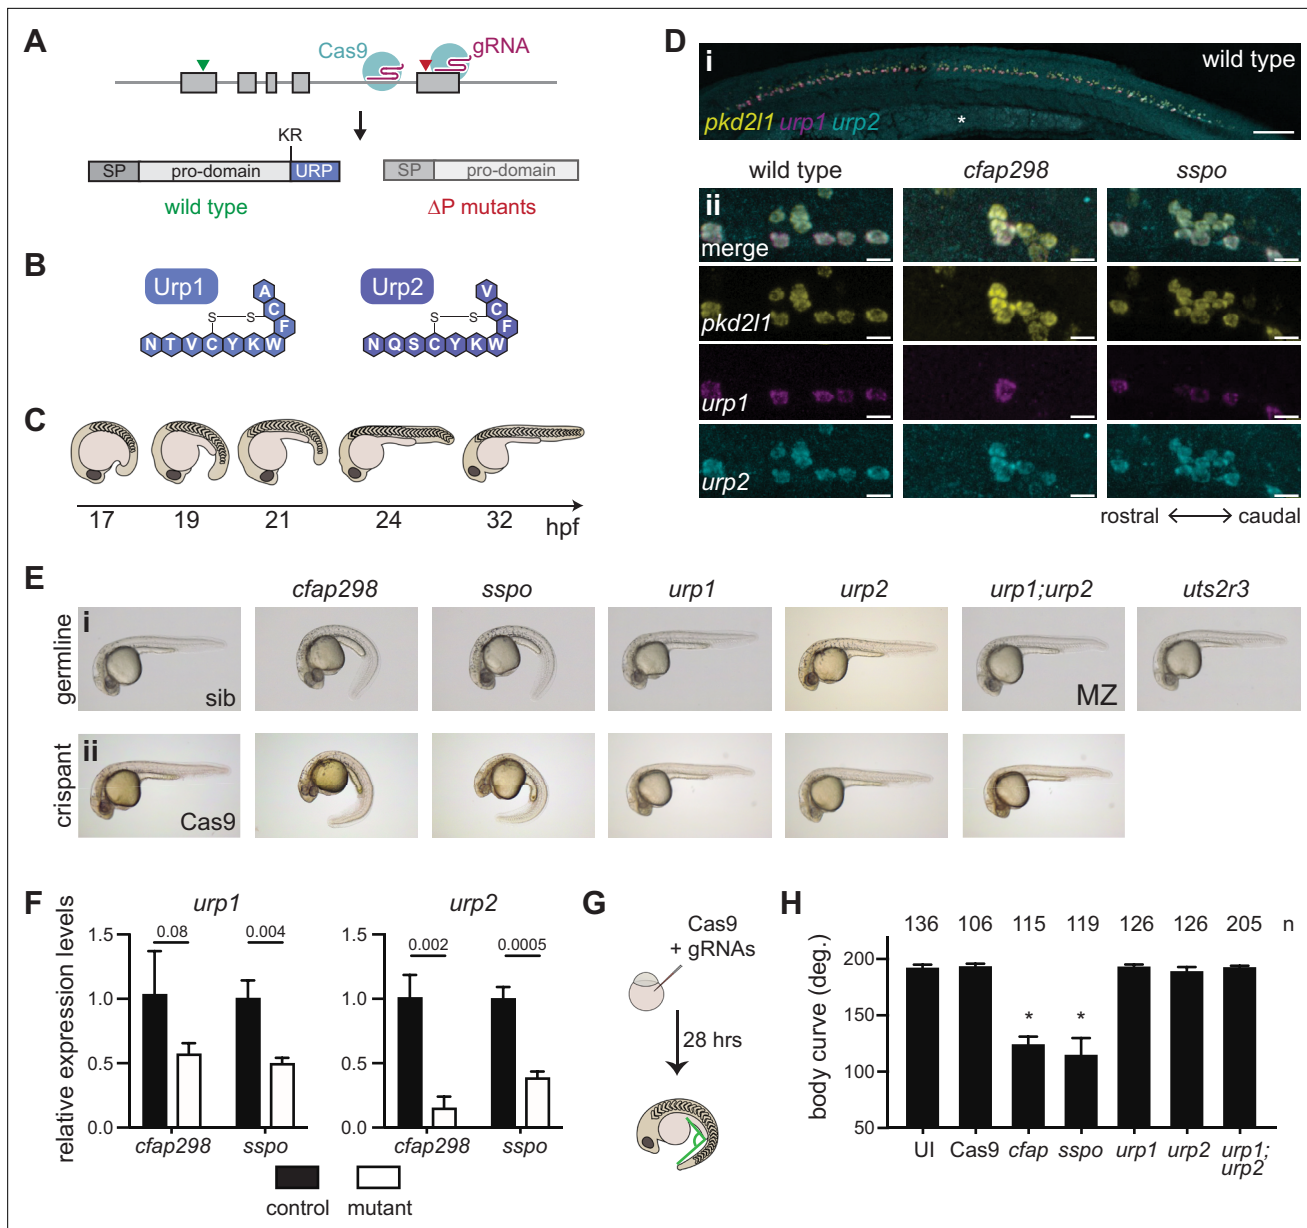 A
Cas9
gRNA
KR
SP pro-domain URP
SP pro-domain
wild type
ΔP mutants
B
Urp1
Urp2
A
C
F
S S
N T V C Y K W
V
C
F
S S
N Q S C Y K W
C
17 19 21 24 32 hpf
D
i
wild type
pkd2l1 urp1 urp2
*
wild type cfap298 sspo
ii
merge
pkd2l1
urp1
urp2
rostral caudal
E
cfap298 sspo urp1 urp2 urp1;urp2 uts2r3
germline
i
sib
MZ
crispant
ii
Cas9
F
urp1
urp2
relative expression levels
1.5
1.0
0.5
0.0
0.08 0.004
cfap298 sspo
1.5
1.0
0.5
0.0
0.002 0.0005
cfap298 sspo
control mutant
G
Cas9
+ gRNAs
28 hrs
H
136 106 115 119 126 126 205 n
body curve (deg.)
200
150
100
50
* *
UI Cas9 cfap sspo urp1 urp2 urp1;
urp2